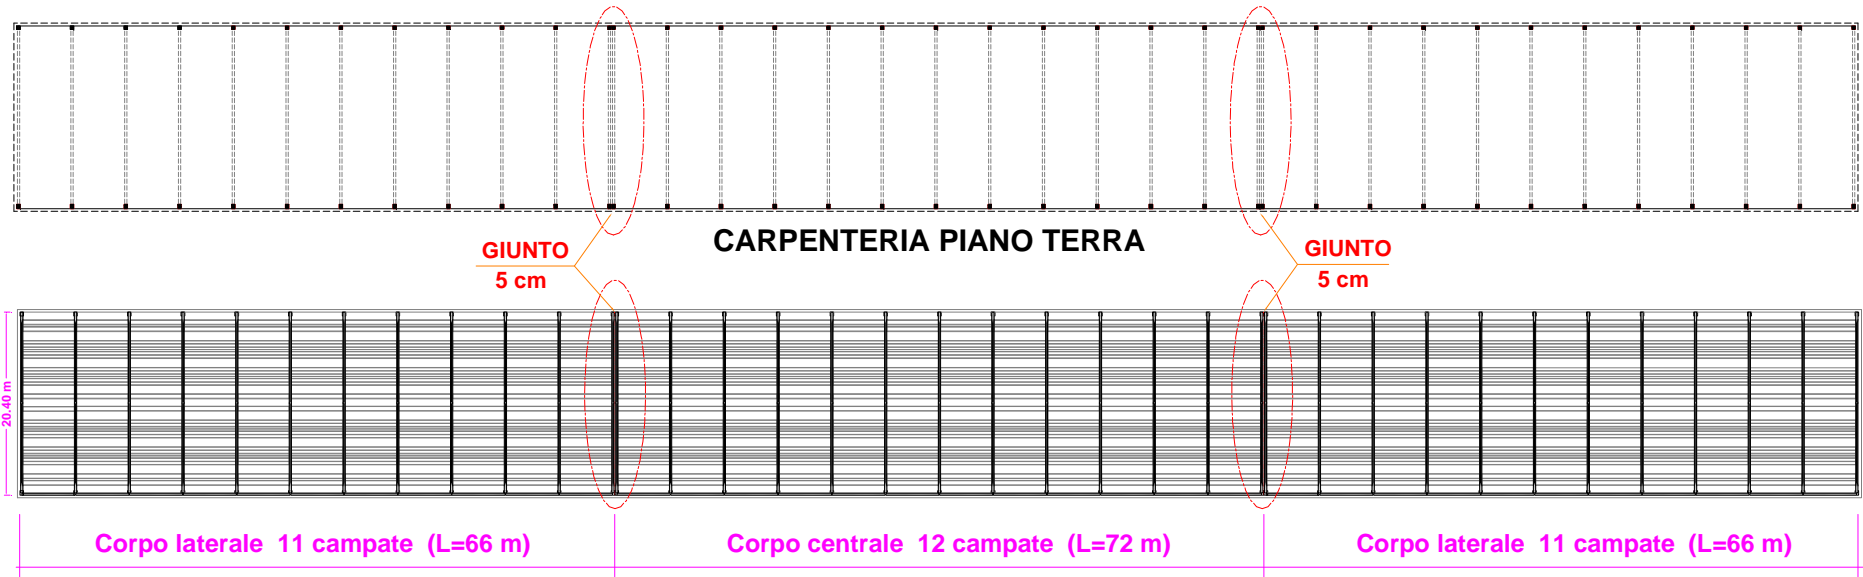 CARPENTERIA PIANO TERRA
GIUNTO
5 cm
GIUNTO
5 cm
20.40 m
Corpo laterale 11 campate (L=66 m)
Corpo centrale 12 campate (L=72 m)
Corpo laterale 11 campate (L=66 m)